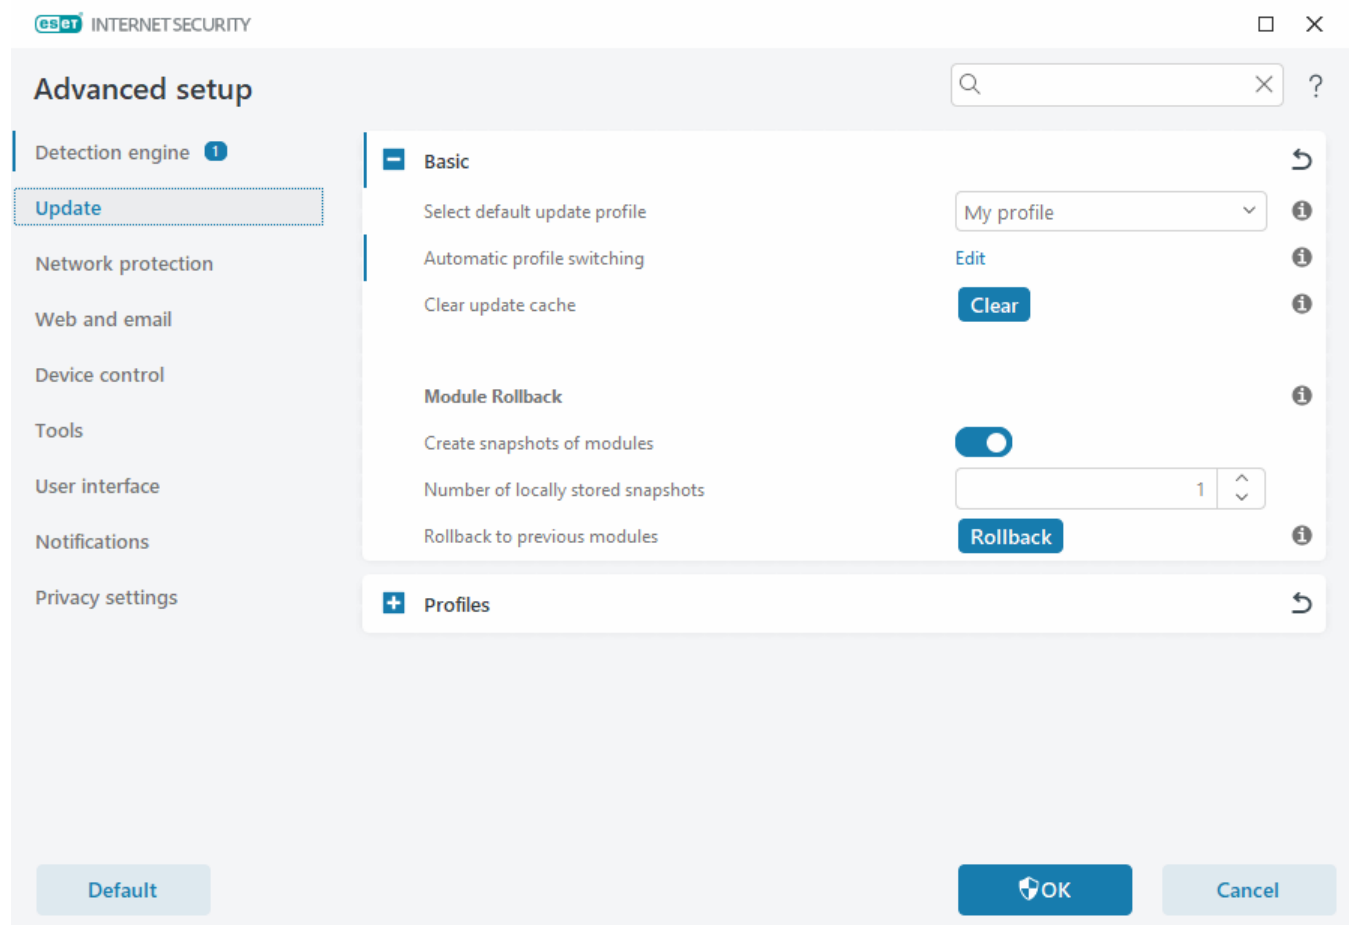 eset INTERNET SECURITY
Advanced setup
?
Detection engine 1
Update
Network protection
Web and email
Device control
Tools
User interface
Notifications
Privacy settings
Basic
Select default update profile My profile
Automatic profile switching Edit
Clear update cache Clear
Module Rollback
Create snapshots of modules
Number of locally stored snapshots 1
Rollback to previous modules Rollback
Profiles
Default OK Cancel